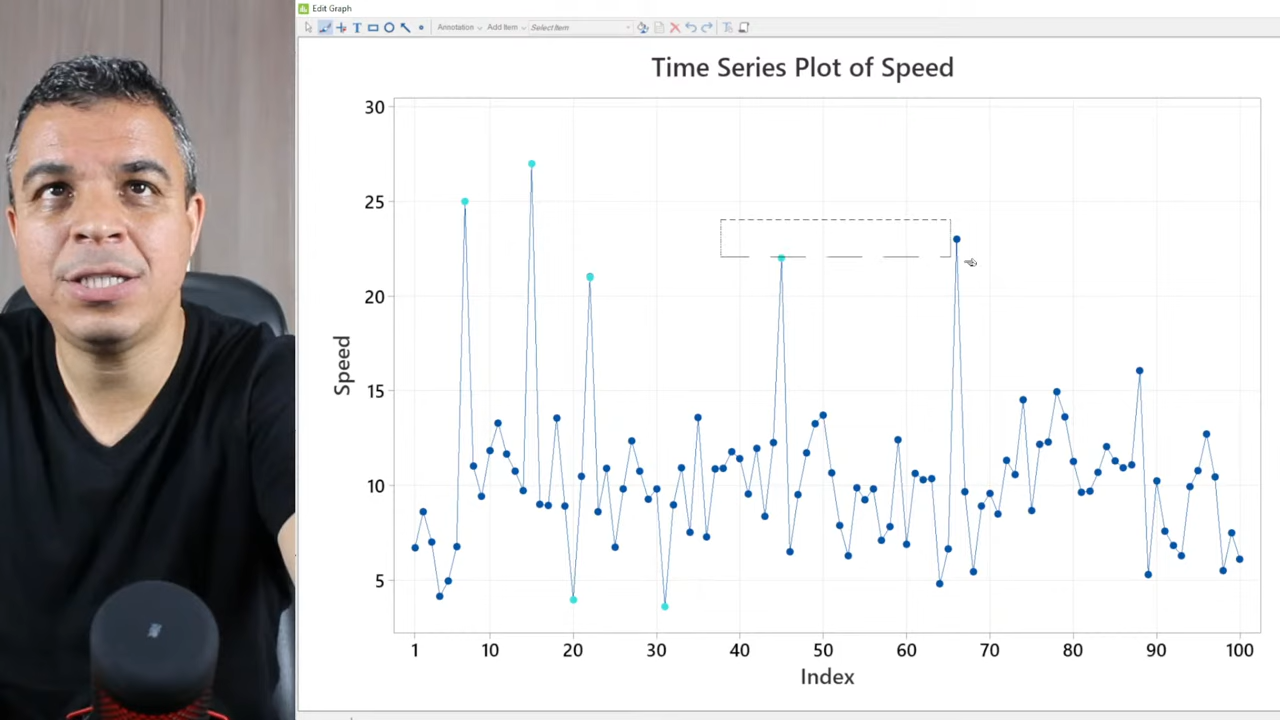 Edit Graph
T Annotation Add Item Select Item
Time Series Plot of Speed
30
25
20
15
10
5
Speed
1 10 20 30 40 50 60 70 80 90 100
Index